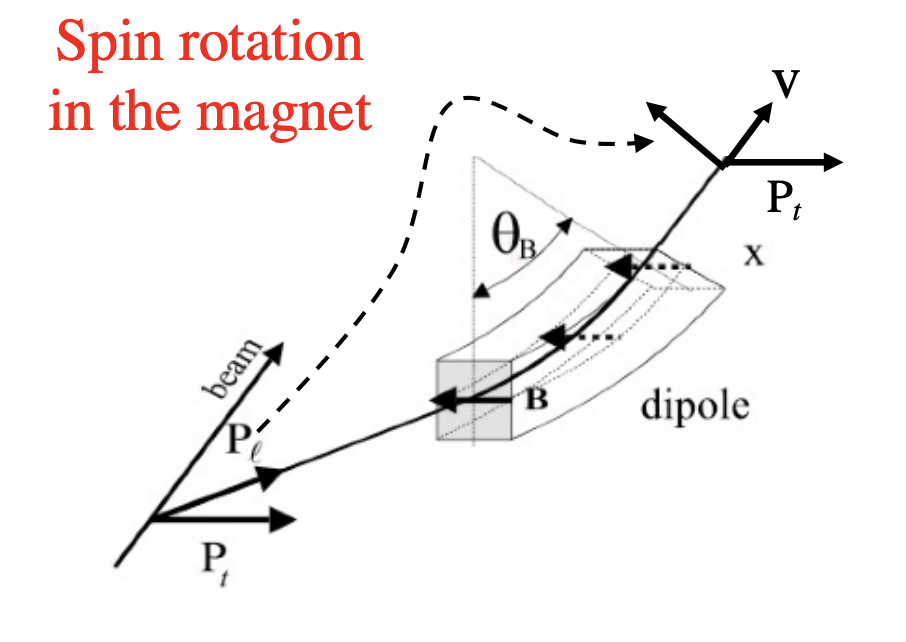 Spin rotation
in the magnet
v
P_t
θ_B
x
beam
B
dipole
P_ℓ
P_t